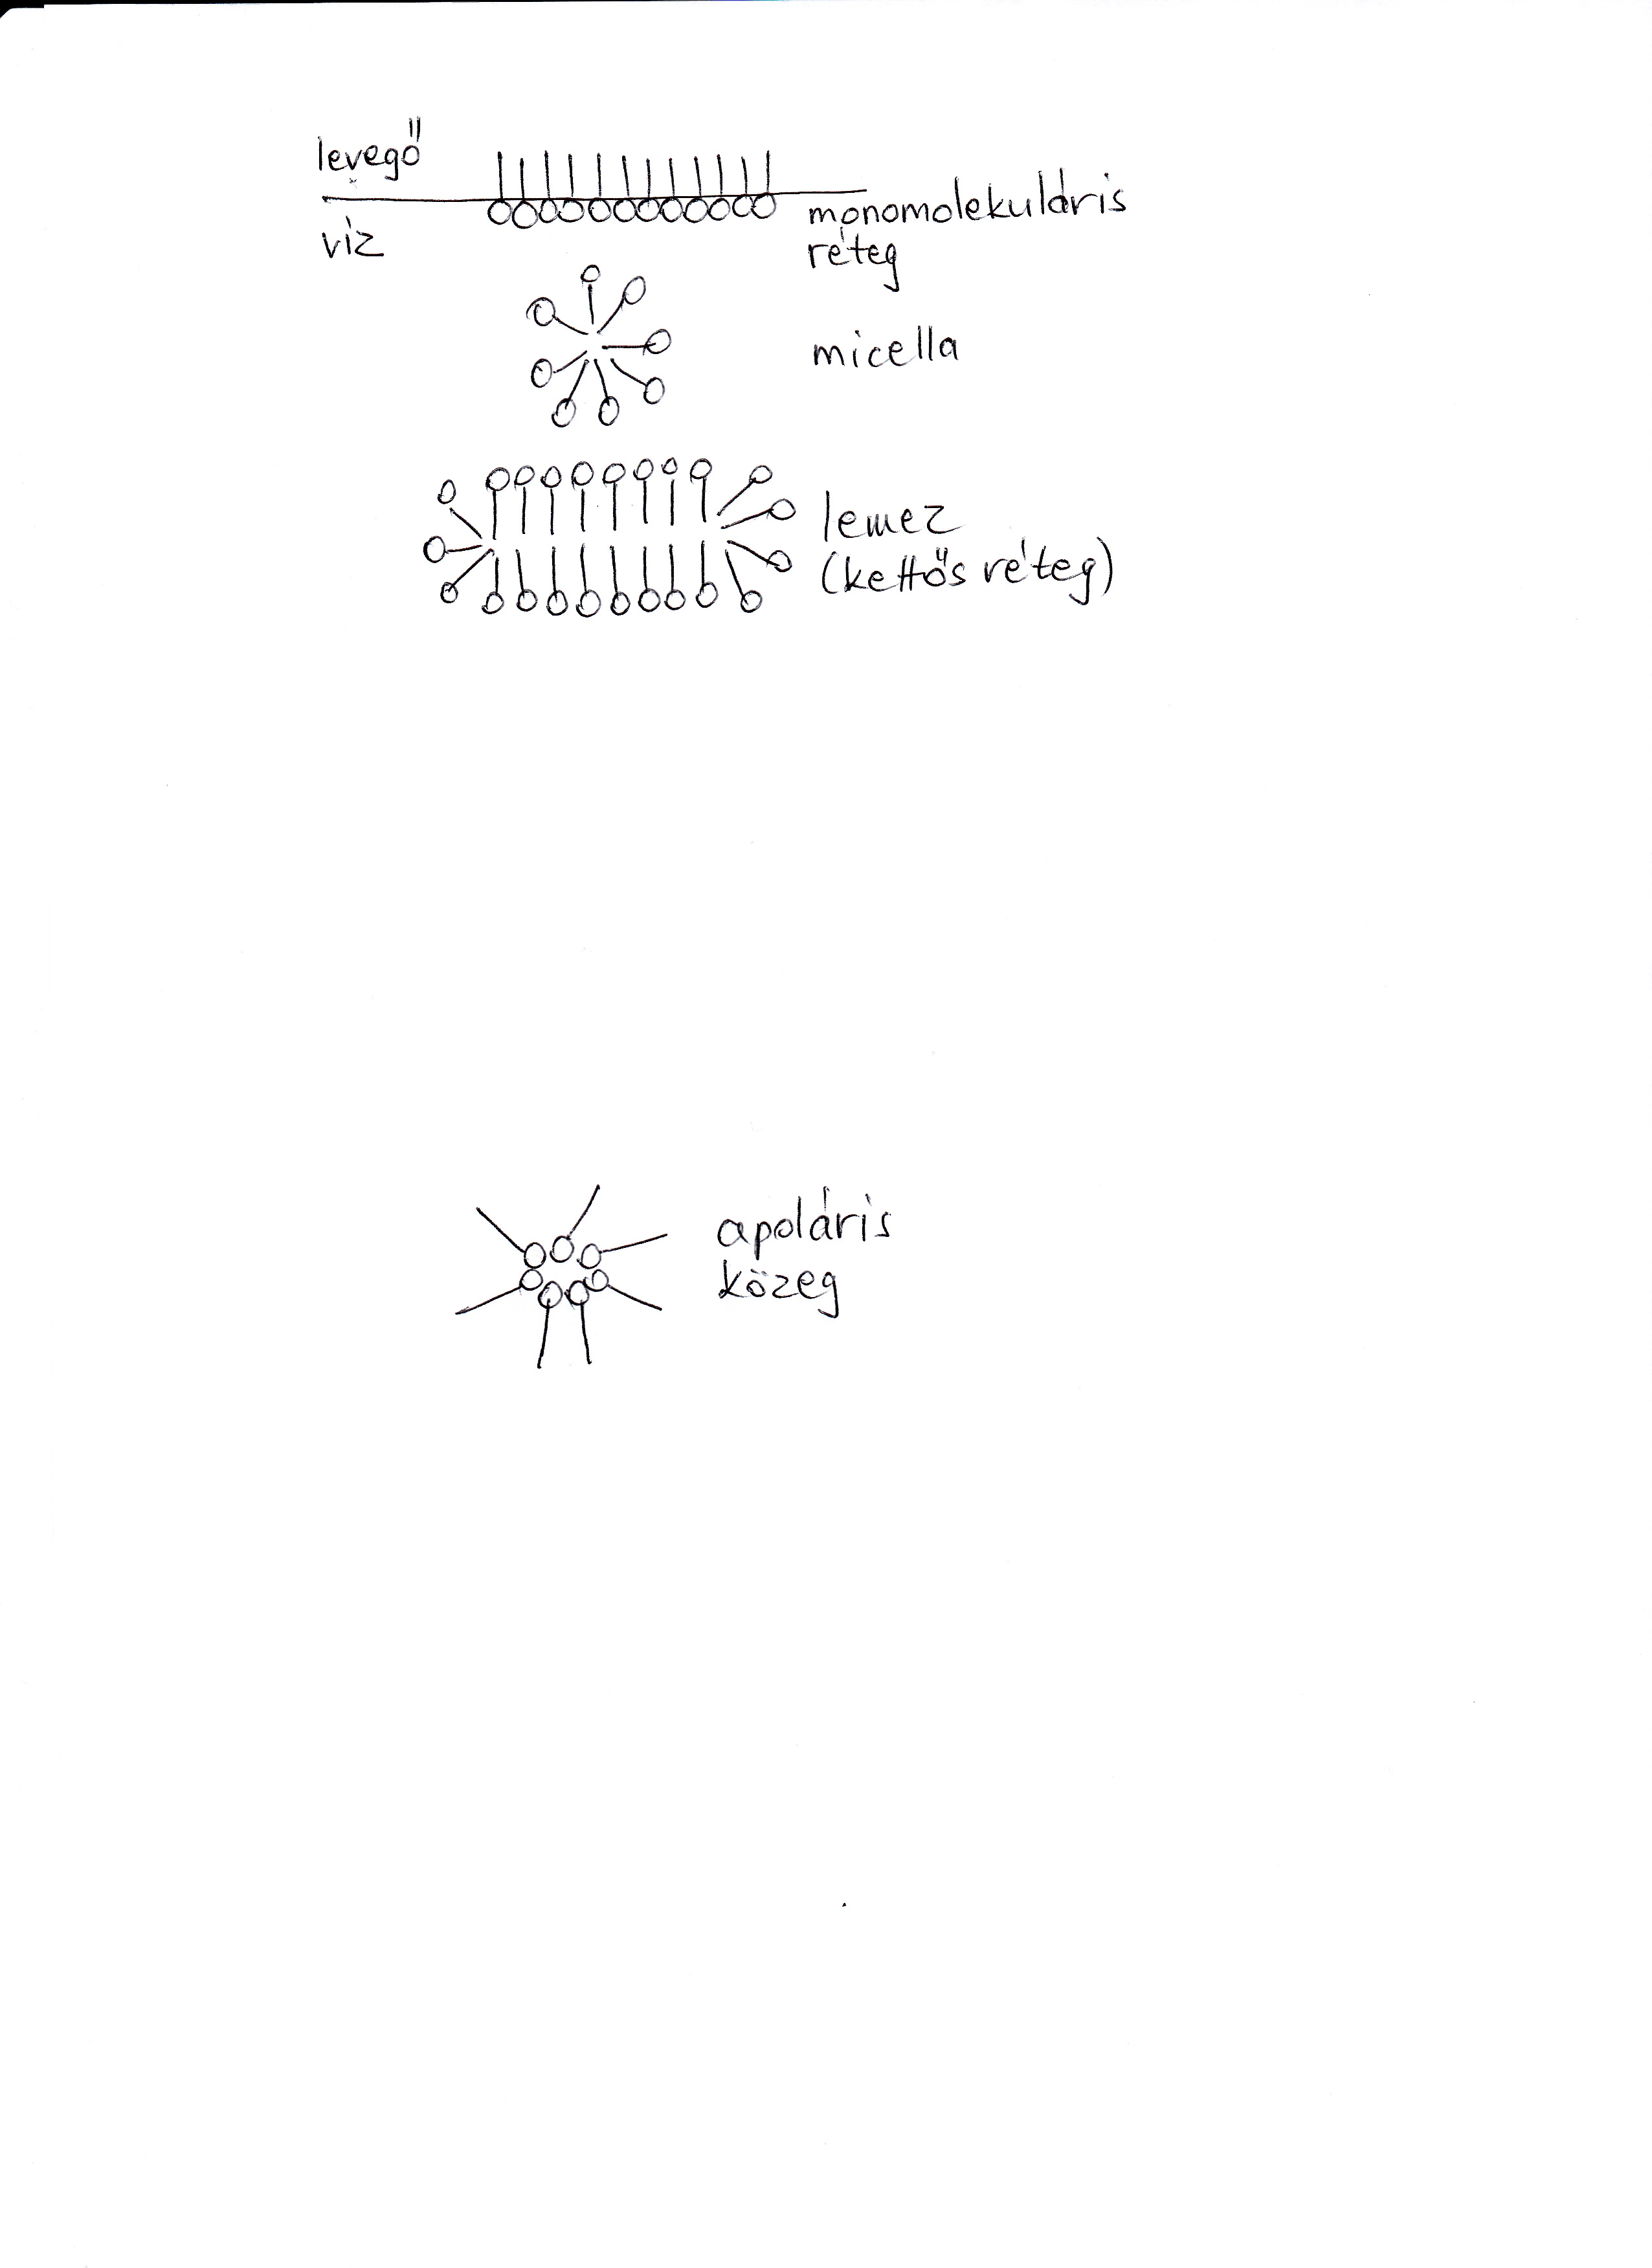 levegő
víz
monomolekuláris
réteg
micella
lemez
(kettős réteg)
apoláris
közeg